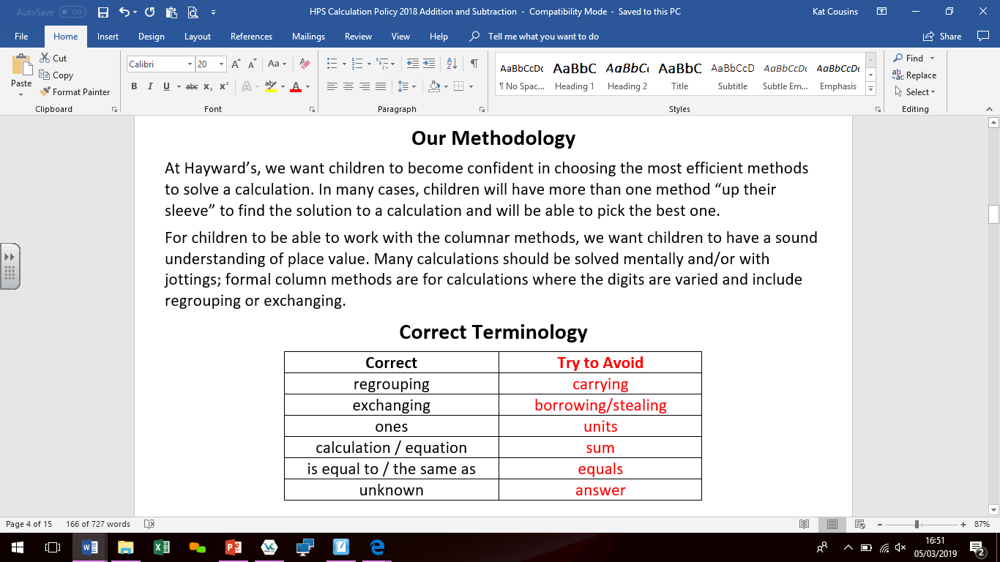 AutoSave Off HPS Calculation Policy 2018 Addition and Subtraction - Compatibility Mode - Saved to this PC Kat Cousins
File Home Insert Design Layout References Mailings Review View Help Tell me what you want to do Share
Cut
Copy
Format Painter
Paste
Clipboard
Calibri 20
Aa
B I U abc x₂ x² A ab A
Font
Paragraph
AaBbCcDc AaBbC AaBbCc AaBbC AaBbCcD AaBbCcDc AaBbCcDc
¶ No Spac... Heading 1 Heading 2 Title Subtitle Subtle Em... Emphasis
Styles
Find
Replace
Select
Editing
Our Methodology
At Hayward’s, we want children to become confident in choosing the most efficient methods
to solve a calculation. In many cases, children will have more than one method “up their
sleeve” to find the solution to a calculation and will be able to pick the best one.
For children to be able to work with the columnar methods, we want children to have a sound
understanding of place value. Many calculations should be solved mentally and/or with
jottings; formal column methods are for calculations where the digits are varied and include
regrouping or exchanging.
Correct Terminology
Correct Try to Avoid
regrouping carrying
exchanging borrowing/stealing
ones units
calculation / equation sum
is equal to / the same as equals
unknown answer
Page 4 of 15 166 of 727 words 87%
16:51
05/03/2019
2